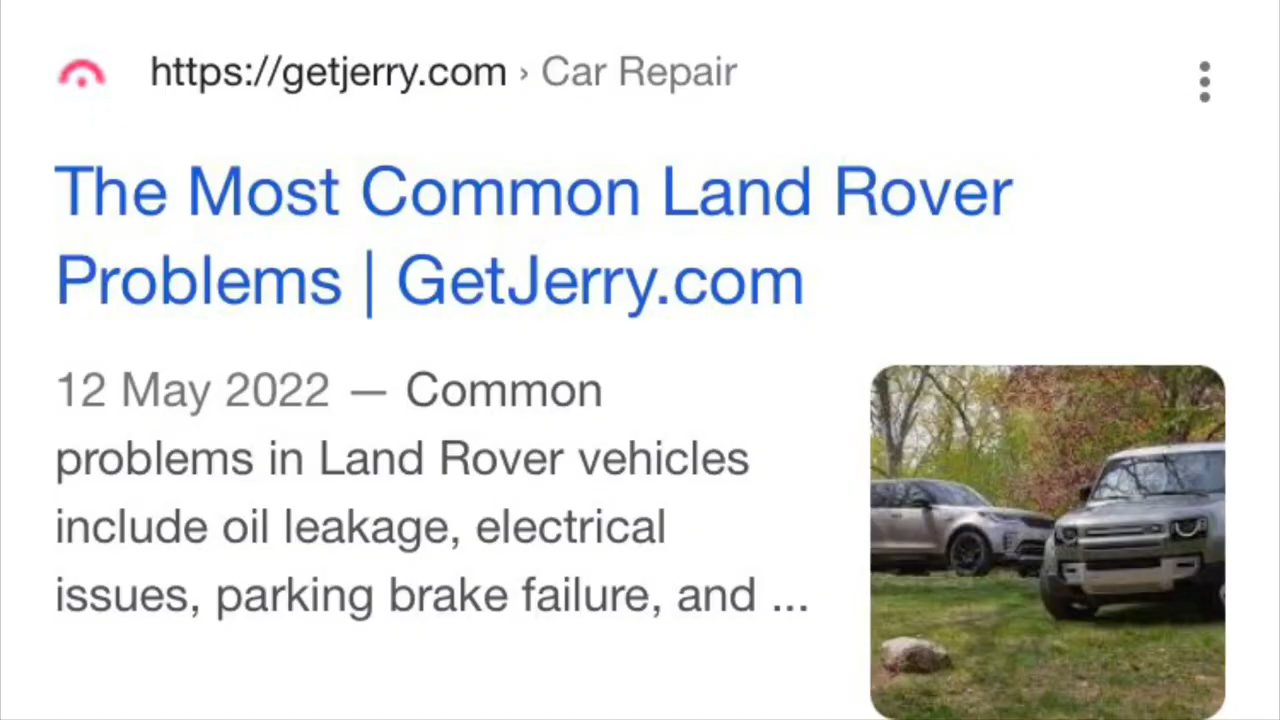 https://getjerry.com › Car Repair
The Most Common Land Rover
Problems | GetJerry.com
12 May 2022 — Common
problems in Land Rover vehicles
include oil leakage, electrical
issues, parking brake failure, and ...